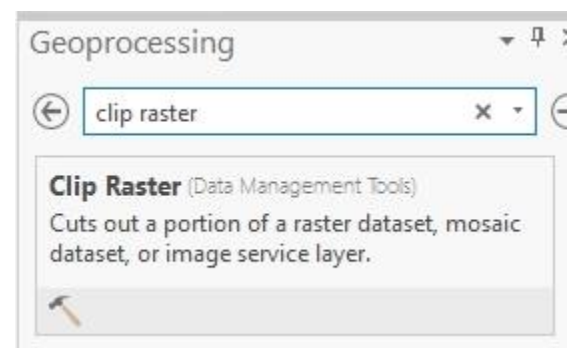 Geoprocessing
clip raster
Clip Raster (Data Management Tools)
Cuts out a portion of a raster dataset, mosaic
dataset, or image service layer.